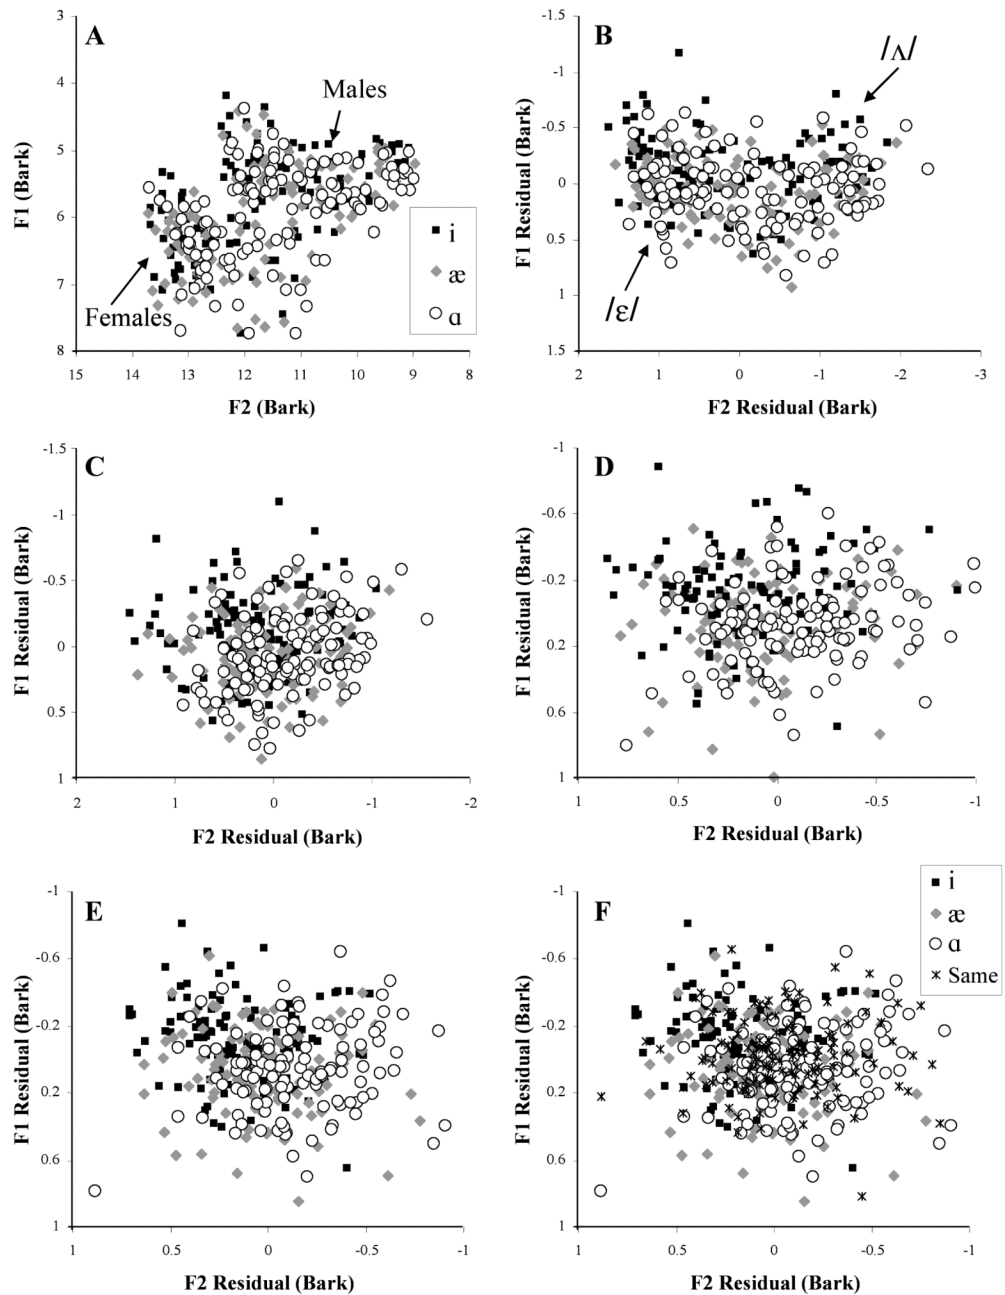 A
F1 (Bark)
3
4
5
6
7
8
15 14 13 12 11 10 9 8
F2 (Bark)
Males
Females
i
æ
ɑ
B
F1 Residual (Bark)
-1.5
-1
-0.5
0
0.5
1
1.5
2 1 0 -1 -2 -3
F2 Residual (Bark)
/Λ/
/ɛ/
C
F1 Residual (Bark)
-1.5
-1
-0.5
0
0.5
1
2 1 0 -1 -2
F2 Residual (Bark)
D
F1 Residual (Bark)
-1
-0.6
-0.2
0.2
0.6
1
1 0.5 0 -0.5 -1
F2 Residual (Bark)
E
F1 Residual (Bark)
-1
-0.6
-0.2
0.2
0.6
1
1 0.5 0 -0.5 -1
F2 Residual (Bark)
F
F1 Residual (Bark)
-1
-0.6
-0.2
0.2
0.6
1
1 0.5 0 -0.5 -1
F2 Residual (Bark)
i
æ
ɑ
Same